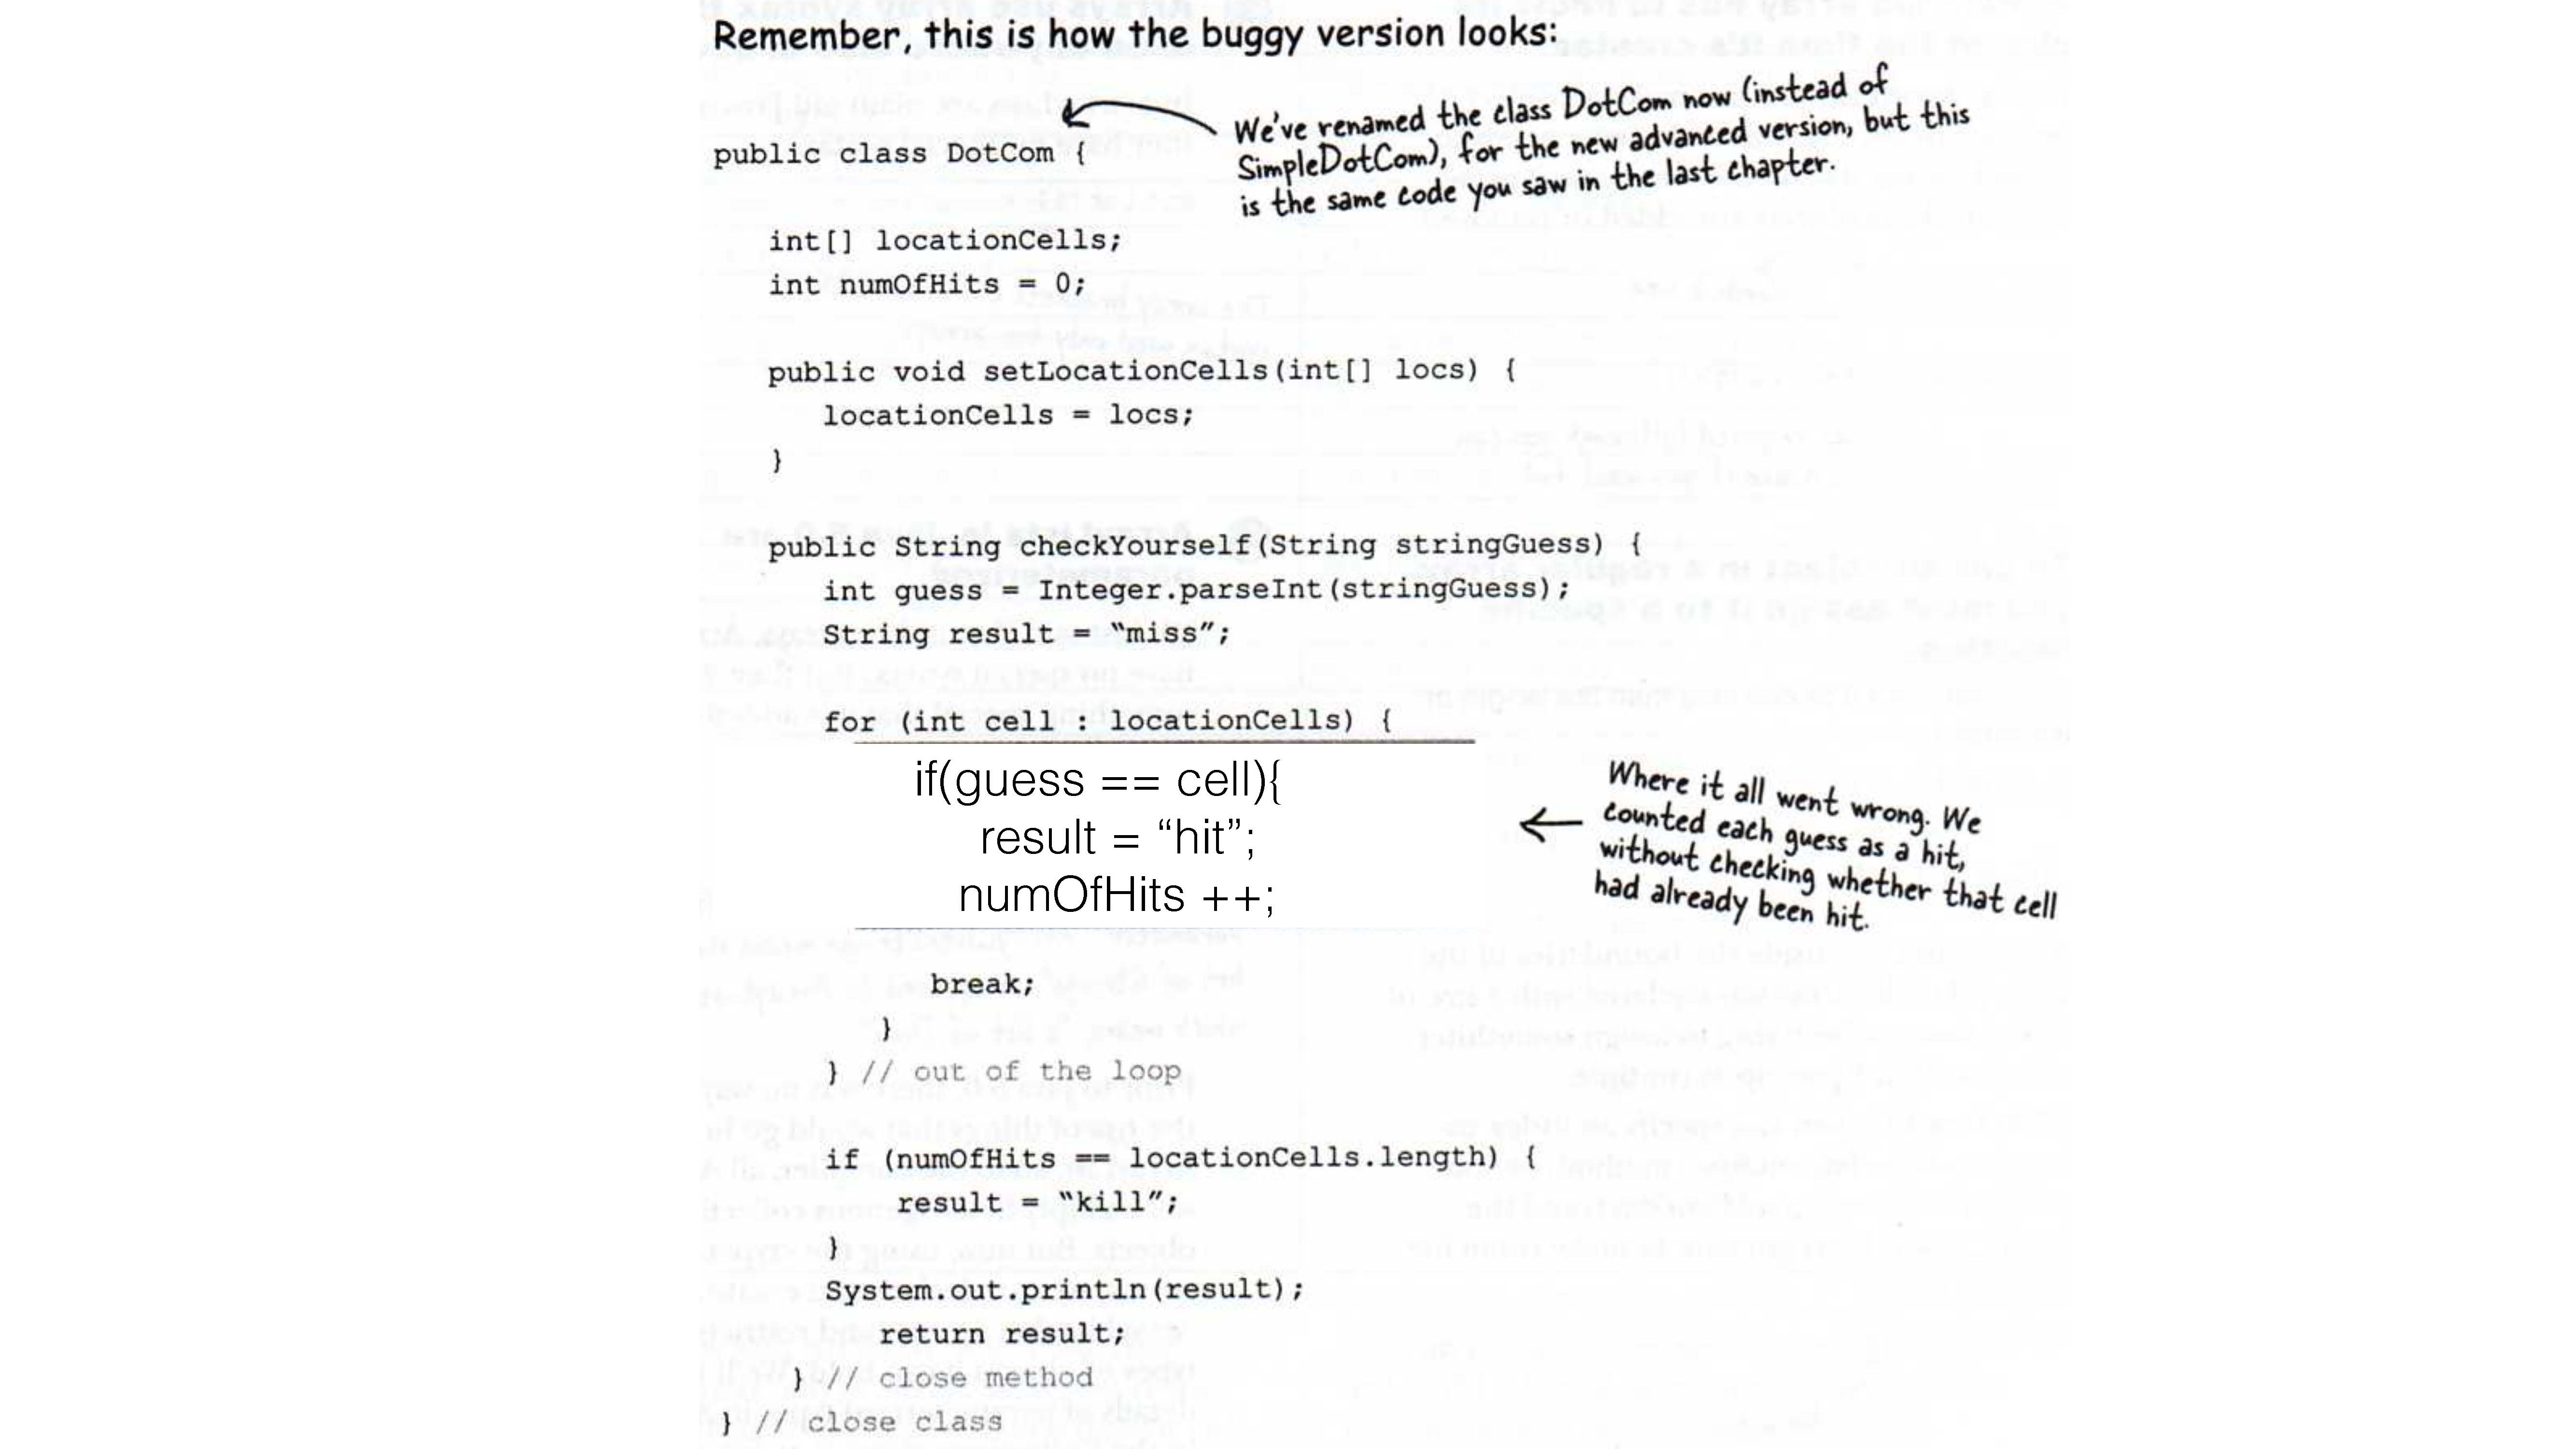 Remember, this is how the buggy version looks:
We've renamed the class DotCom now (instead of
SimpleDotCom), for the new advanced version, but this
is the same code you saw in the last chapter.
public class DotCom {
int[] locationCells;
int numOfHits = 0;
public void setLocationCells(int[] locs) {
locationCells = locs;
}
public String checkYourself(String stringGuess) {
int guess = Integer.parseInt(stringGuess);
String result = “miss”;
for (int cell : locationCells) {
if(guess == cell){
result = “hit”;
numOfHits ++;
Where it all went wrong. We
counted each guess as a hit,
without checking whether that cell
had already been hit.
break;
}
} // out of the loop
if (numOfHits == locationCells.length) {
result = “kill”;
}
System.out.println(result);
return result;
} // close method
} // close class